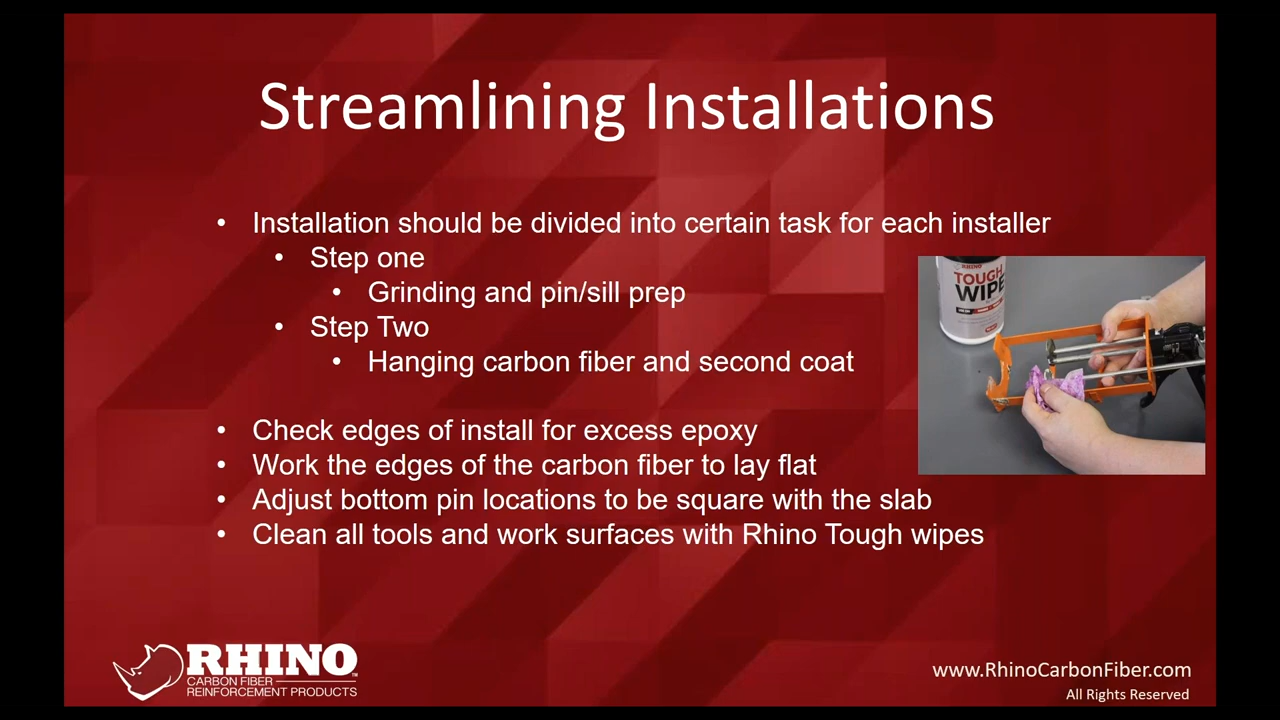 Streamlining Installations
• Installation should be divided into certain task for each installer
• Step one
• Grinding and pin/sill prep
• Step Two
• Hanging carbon fiber and second coat
• Check edges of install for excess epoxy
• Work the edges of the carbon fiber to lay flat
• Adjust bottom pin locations to be square with the slab
• Clean all tools and work surfaces with Rhino Tough wipes
RHINO
TOUGH
WIPE
RHINO™
CARBON FIBER
REINFORCEMENT PRODUCTS
www.RhinoCarbonFiber.com
All Rights Reserved